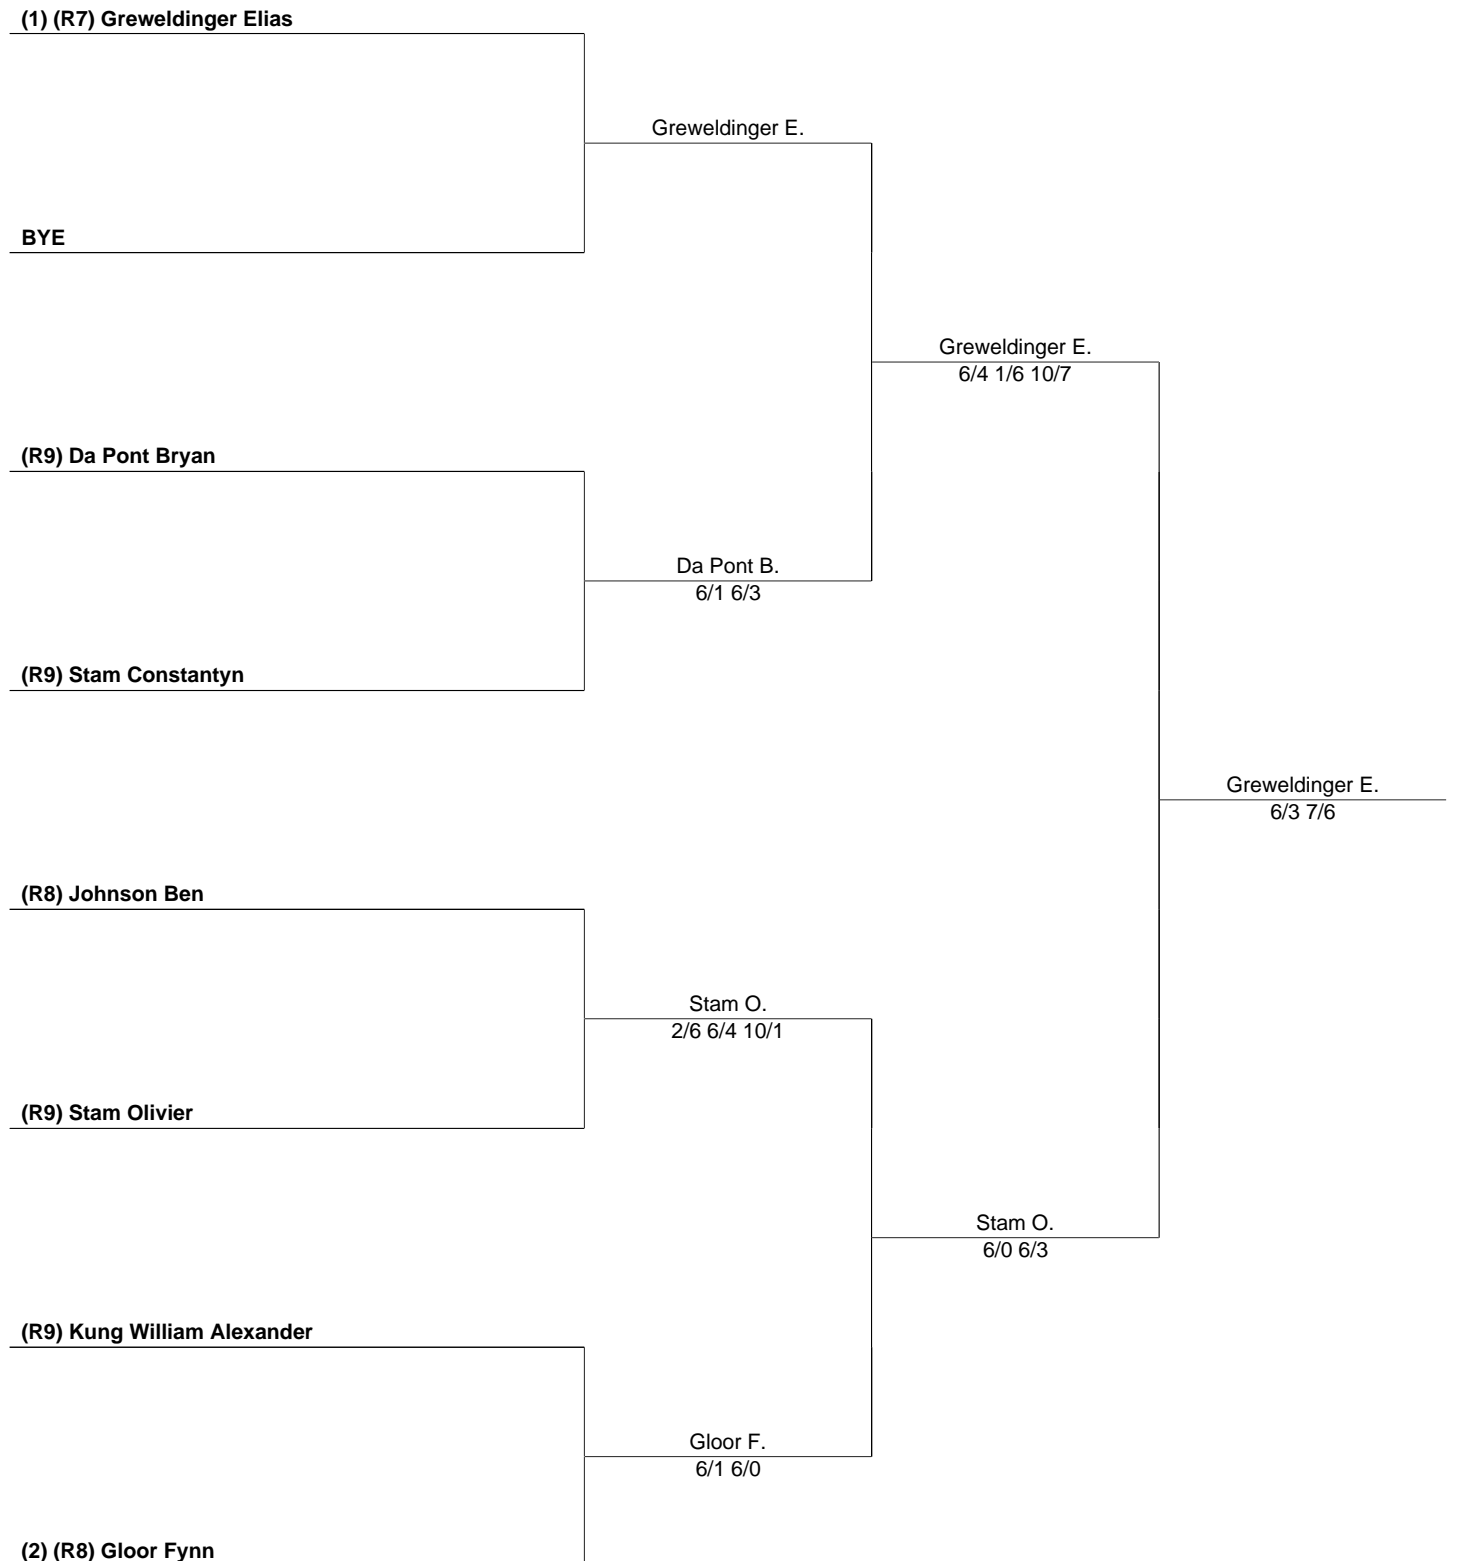 (1) (R7) Greweldinger Elias
Greweldinger E.
BYE
Greweldinger E.
6/4 1/6 10/7
(R9) Da Pont Bryan
Da Pont B.
6/1 6/3
(R9) Stam Constantyn
Greweldinger E.
6/3 7/6
(R8) Johnson Ben
Stam O.
2/6 6/4 10/1
(R9) Stam Olivier
Stam O.
6/0 6/3
(R9) Kung William Alexander
Gloor F.
6/1 6/0
(2) (R8) Gloor Fynn